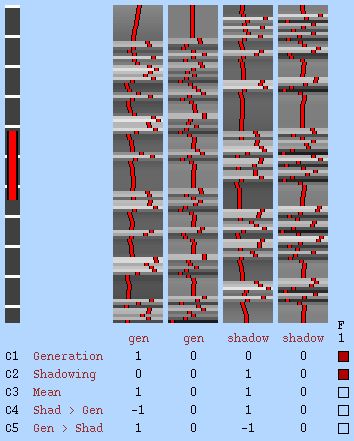 gen gen shadow shadow F
1
C1 Generation 1 0 0 0
C2 Shadowing 0 0 1 0
C3 Mean 1 0 1 0
C4 Shad > Gen -1 0 1 0
C5 Gen > Shad 1 0 -1 0